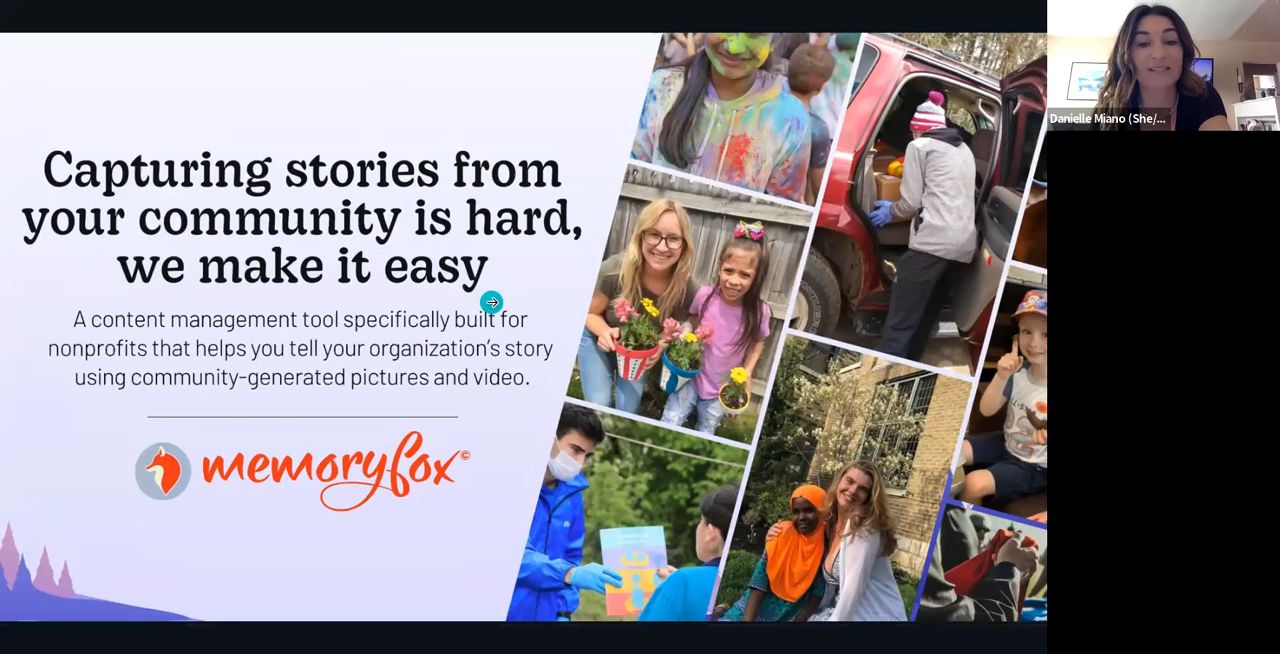 Capturing stories from
your community is hard,
we make it easy
A content management tool specifically built for
nonprofits that helps you tell your organization's story
using community-generated pictures and video.
memoryfox©
Danielle Miano (She/...